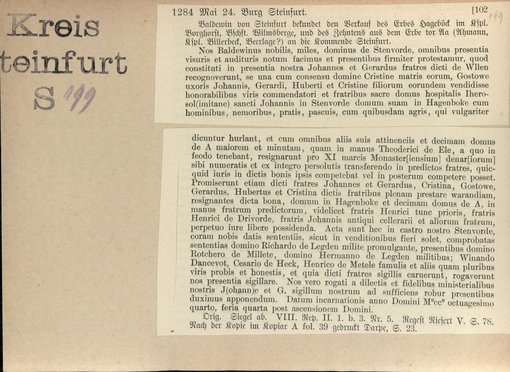 Kreis
teinfurt
S 199
1284 Mai 24. Burg Steinfurt. [102
Baldewin von Steinfurt bekundet den Verkauf des Erbes Hageböck im Kspl.
Borghorst, Bschft. Wilmsberge, und des Zehntens aus dem Erbe tor Aa (Ahmann,
Kspl. Billerbeck, Beerlage?) an die Kommende Steinfurt.
Nos Baldewinus nobilis, miles, dominus de Stenvorde, omnibus presentia
visuris et audituris notum facimus et presentibus firmiter protestamur, quod
constituti in presentia nostra Johannes et Gerardus fratres dicti de Wllen
recognoverunt, se una cum consensu domine Cristine matris eorum, Gostowe
uxoris Johannis, Gerardi, Huberti et Cristine filiorum eorundem vendidisse
honorabilibus viris commendatori et fratribus sacre domus hospitalis Ihero-
sol(imitane) sancti Johannis in Stenvorde domum suam in Hagenboke cum
hominibus, nemoribus, pratis, pascuis, cum quibusdam agris, qui vulgariter
dicuntur hurlant, et cum omnibus aliis suis attinenciis et decimam domus
de A maiorem et minutam, quam in manus Theoderici de Ele, a quo in
feodo tenebant, resignarunt pro XI marcis Monaster[iensium] denar[iorum]
sibi numeratis et ex integro persolutis transferendo in predictos fratres, quic-
quid iuris in dictis bonis ipsis competebat vel in posterum competere posset.
Promiserunt etiam dicti fratres Johannes et Gerardus, Cristina, Gostowe,
Gerardus, Hubertus et Cristina dictis fratribus plenam prestare warandiam,
resignantes dicta bona, domum in Hagenboke et decimam domus de A, in
manus fratrum predictorum, videlicet fratris Henrici tunc prioris, fratris
Henrici de Drivorde, fratris Johannis antiqui cellerarii et aliorum fratrum,
perpetuo iure libere possidenda. Acta sunt hec in castro nostro Stenvorde,
coram nobis datis sententiis, sicut in venditionibus fieri solet, comprobatas
sententias domino Richardo de Legden milite promulgante, presentibus domino
Rotchero de Millete, domino Hermanno de Legden militibus; Winando
Dancvot, Cesario de Heck, Henrico de Metele famulis et aliis quam pluribus
viris probis et honestis, et quia dicti fratres sigillis caruerunt, rogaverunt
nos presentia sigillare. Nos vero rogati a dilectis et fidelibus ministerialibus
nostris Johanne et G. sigillum nostrum ad sufficiens robur presentibus
duximus apponendum. Datum incarnationis anno Domini MºCCº octuagesimo
quarto, feria quarta post ascensionem Domini.
Orig. Siegel ab. VIII. Rep. II. 1. b. 3. Nr. 5. Regest Niesert V. S. 78.
Nach der Kopie im Kopiar A fol. 39 gedruckt Darpe, S. 23.